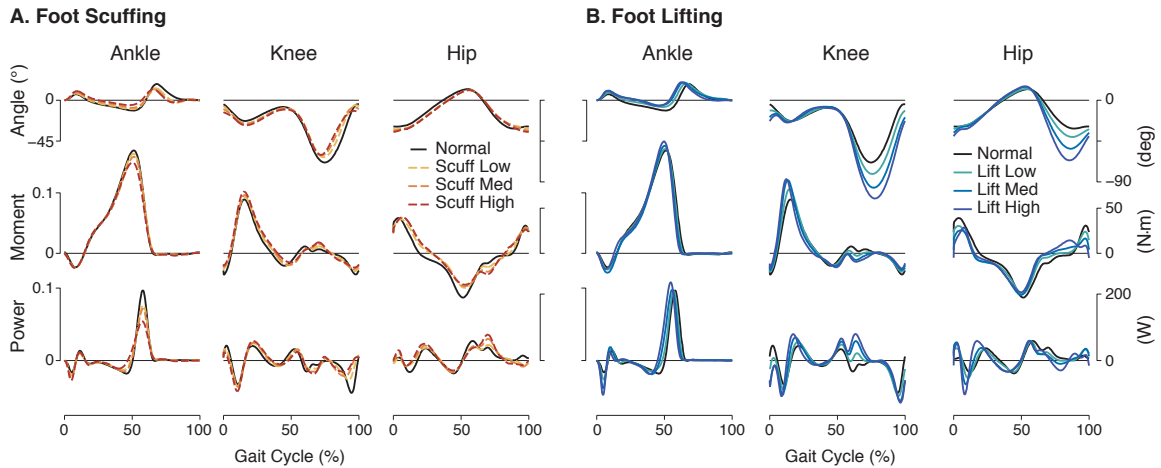 A. Foot Scuffing
B. Foot Lifting
Ankle
Knee
Hip
Ankle
Knee
Hip
Angle (°)
0
−45
Normal
Scuff Low
Scuff Med
Scuff High
0
−90
(deg)
Normal
Lift Low
Lift Med
Lift High
Moment
0.1
0
50
0
(N·m)
Power
0.1
0
200
0
(W)
0 50 100
0 50 100
0 50 100
0 50 100
0 50 100
0 50 100
Gait Cycle (%)
Gait Cycle (%)